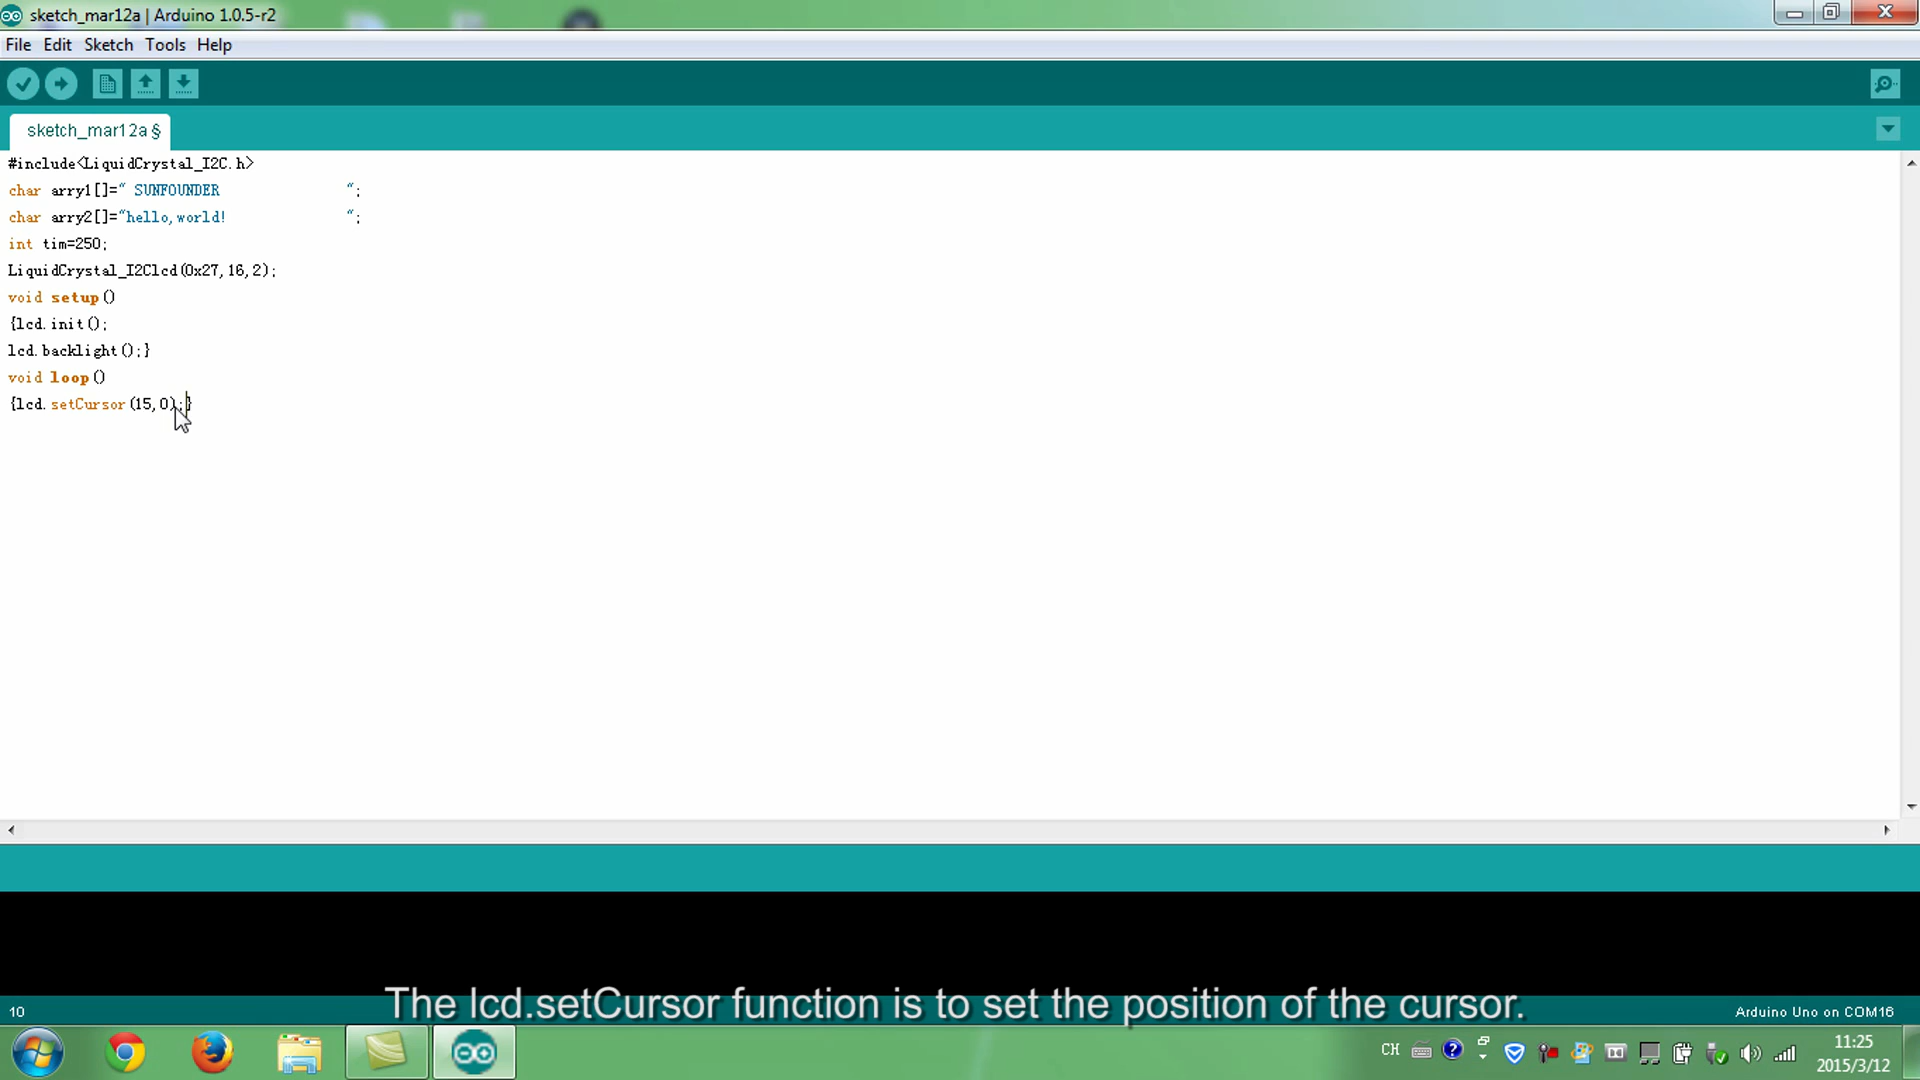 sketch_mar12a | Arduino 1.0.5-r2
File Edit Sketch Tools Help
sketch_mar12a §
#include<LiquidCrystal_I2C.h>
char arry1[]=" SUNFOUNDER               ";
char arry2[]="hello,world!              ";
int tim=250;
LiquidCrystal_I2Clcd(0x27,16,2);
void setup()
{lcd.init();
lcd.backlight();}
void loop()
{lcd.setCursor(15,0);}
The lcd.setCursor function is to set the position of the cursor.
10
Arduino Uno on COM16
CH
11:25
2015/3/12